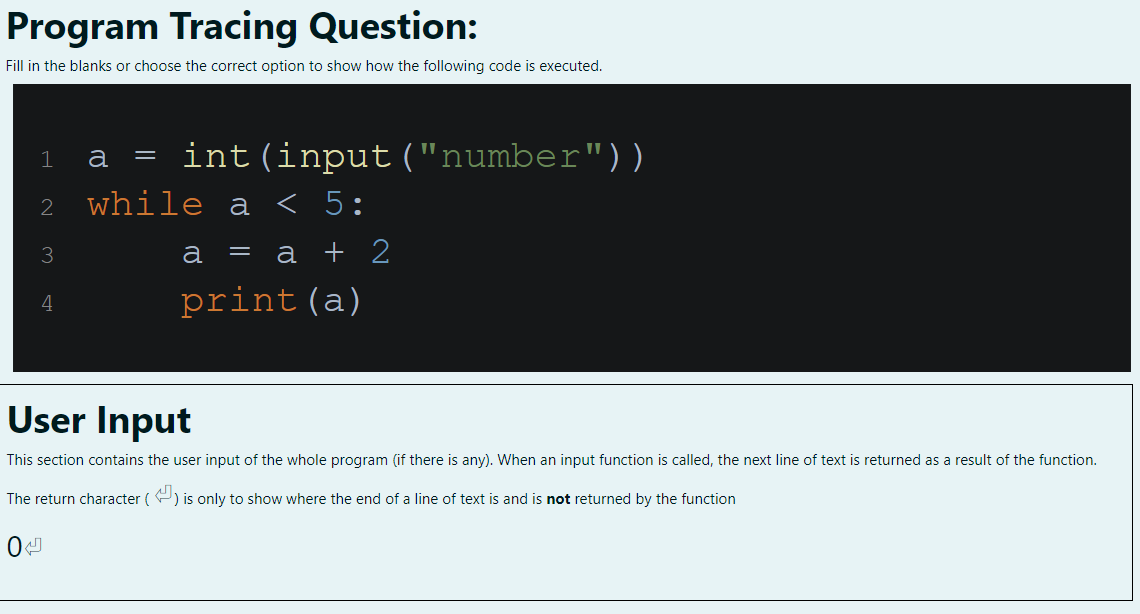 Program Tracing Question:
Fill in the blanks or choose the correct option to show how the following code is executed.
1 a = int(input("number"))
2 while a < 5:
3     a = a + 2
4     print(a)
User Input
This section contains the user input of the whole program (if there is any). When an input function is called, the next line of text is returned as a result of the function.
The return character ( ⏎) is only to show where the end of a line of text is and is not returned by the function
0⏎